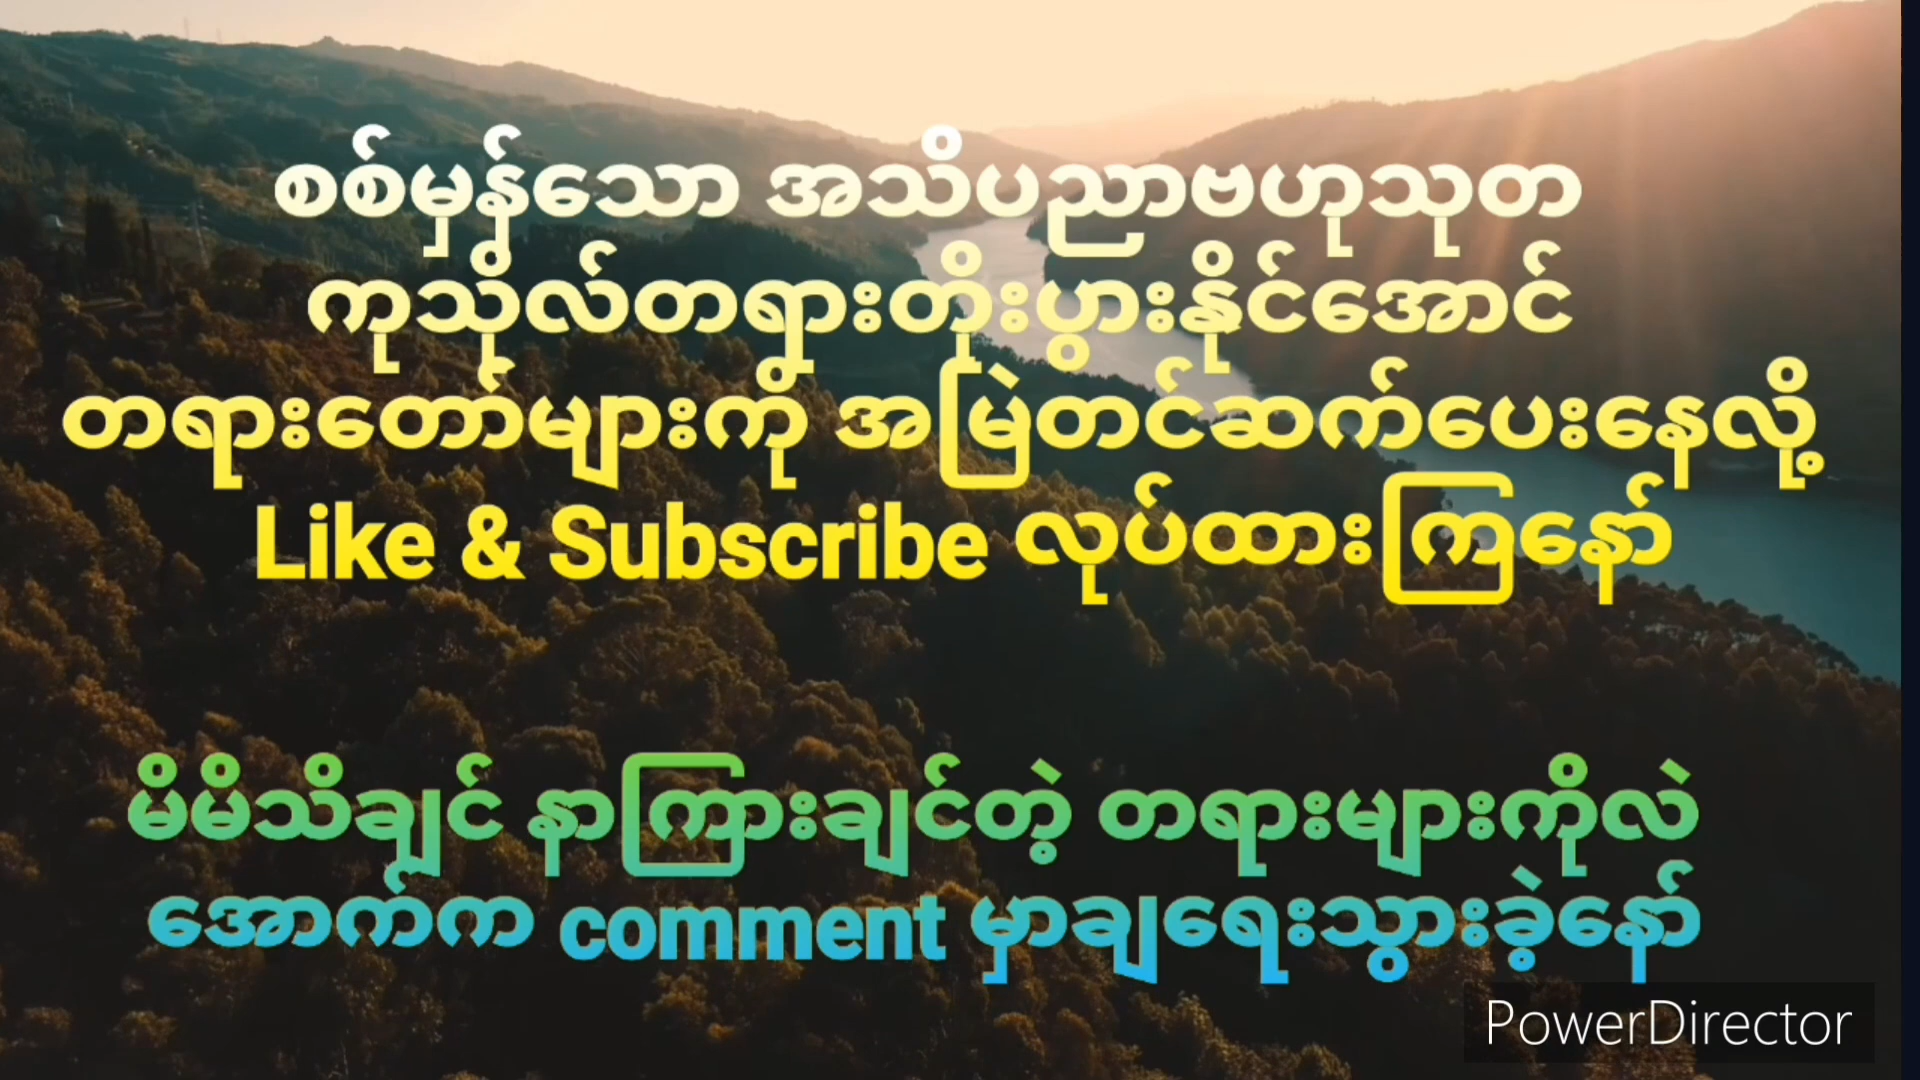 စစ်မှန်သော အသိပညာဗဟုသုတ
ကုသိုလ်တရားတိုးပွားနိုင်အောင်
တရားတော်များကို အမြဲတင်ဆက်ပေးနေလို့
Like & Subscribe လုပ်ထားကြနော်
မိမိသိချင် နာကြားချင်တဲ့ တရားများကိုလဲ
အောက်က comment မှာချရေးသွားခဲ့နော်
PowerDirector